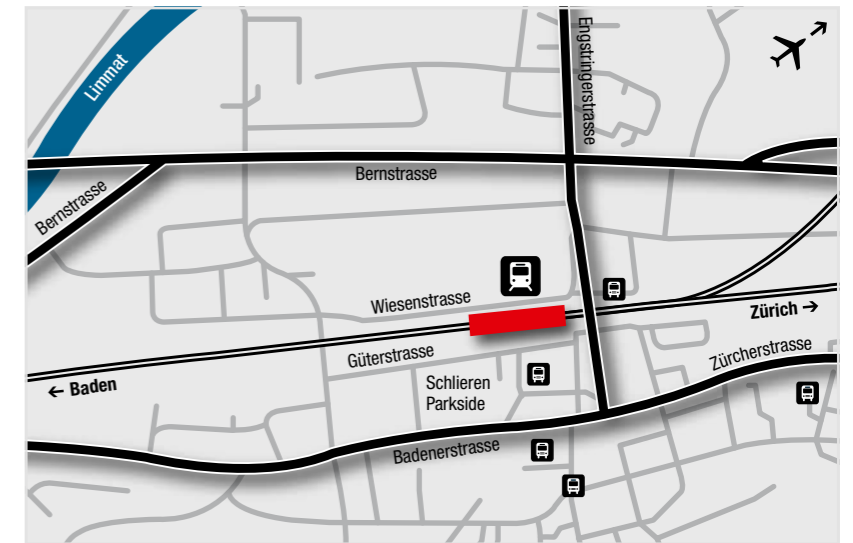 Limmat
Engstringerstrasse
Bernstrasse
Bernstrasse
Wiesenstrasse
Zürich →
Güterstrasse
Zürcherstrasse
← Baden
Schlieren
Parkside
Badenerstrasse